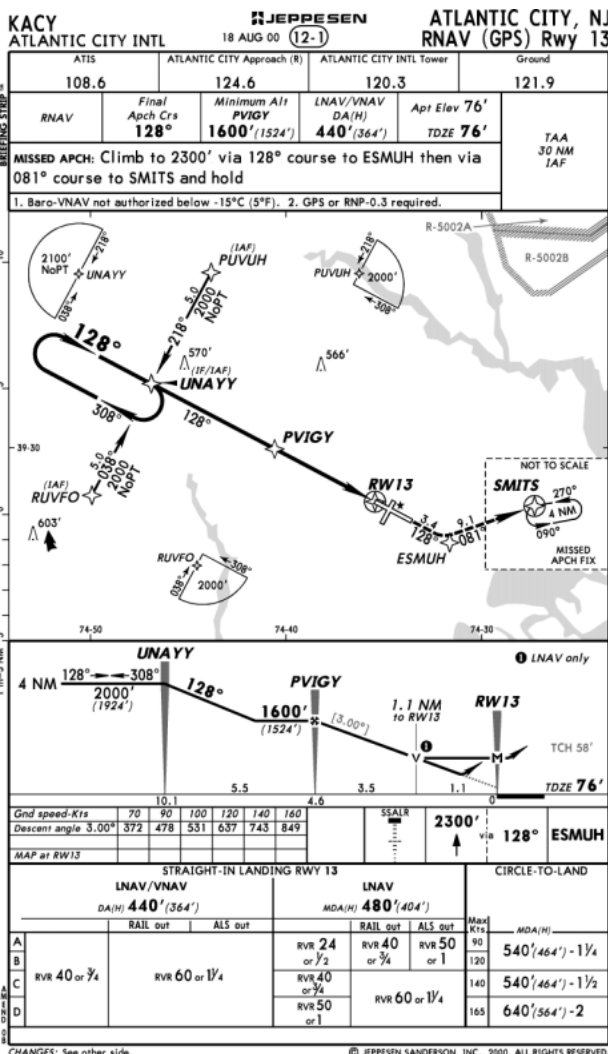 KACY
ATLANTIC CITY INTL
JEPPESEN
18 AUG 00 (12-1)
ATLANTIC CITY, NJ
RNAV (GPS) Rwy 13
BRIEFING STRIP™
ATIS
108.6
ATLANTIC CITY Approach (R)
124.6
ATLANTIC CITY INTL Tower
120.3
Ground
121.9
RNAV
Final
Apch Crs
128°
Minimum Alt
PVIGY
1600'(1524')
LNAV/VNAV
DA(H)
440'(364')
Apt Elev 76'
TDZE 76'
TAA
30 NM
IAF
MISSED APCH: Climb to 2300' via 128° course to ESMUH then via
081° course to SMITS and hold
1. Baro-VNAV not authorized below -15°C (5°F). 2. GPS or RNP-0.3 required.
R-5002A
R-5002B
2100'
NoPT
218°
UNAYY
038°
(IAF)
PUVUH
5.0
2000
NoPT
218°
218°
PUVUH
2000'
308°
128°
570'
566'
(IF/IAF)
UNAYY
308°
128°
PVIGY
39-30
(IAF)
RUVFO
5.0
038°
2000
NoPT
603'
RW13
3.4
128°
9.1
081°
ESMUH
NOT TO SCALE
SMITS
270°
4 NM
090°
MISSED
APCH FIX
RUVFO
038°
308°
2000'
74-50
74-40
74-30
UNAYY
1 LNAV only
4 NM
128°
308°
2000'
(1924')
128°
PVIGY
1600'
(1524')
[3.00°]
1.1 NM
to RW13
V
1
RW13
M
TCH 58'
TDZE 76'
5.5
3.5
1.1
10.1
4.6
0
Gnd speed-Kts 70 90 100 120 140 160
Descent angle 3.00° 372 478 531 637 743 849
MAP at RW13
SSALR
2300'
via
128°
ESMUH
STRAIGHT-IN LANDING RWY 13
CIRCLE-TO-LAND
LNAV/VNAV
DA(H) 440'(364')
LNAV
MDA(H) 480'(404')
RAIL out
ALS out
RAIL out
ALS out
Max
Kts
MDA(H)
A
B
C
D
RVR 40 or ¾
RVR 60 or 1¼
RVR 24
or ½
RVR 40
or ¾
RVR 50
or 1
RVR 40
or ¾
RVR 50
or 1
RVR 60 or 1¼
90
120
140
165
540'(464')-1¼
540'(464')-1½
640'(564')-2
CHANGES: See other side.
© JEPPESEN SANDERSON, INC., 2000. ALL RIGHTS RESERVED.